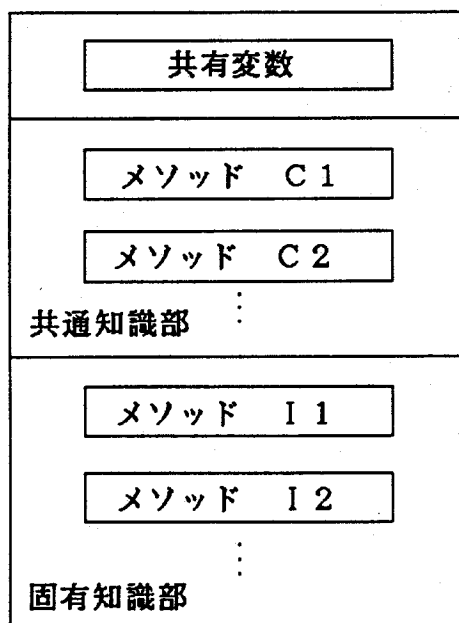 共有変数
メソッド C1
メソッド C2
⋮
共通知識部
メソッド I1
メソッド I2
⋮
固有知識部